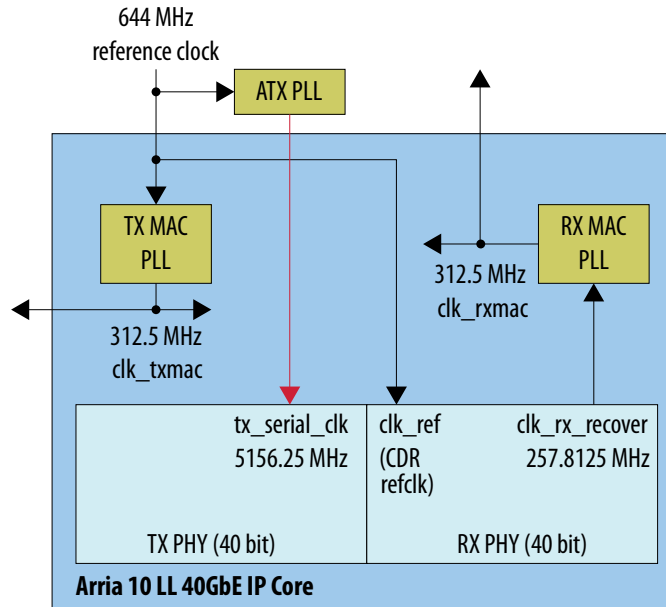 644 MHz
reference clock
ATX PLL
TX MAC
PLL
RX MAC
PLL
312.5 MHz
clk_rxmac
312.5 MHz
clk_txmac
tx_serial_clk
5156.25 MHz
clk_ref
(CDR
refclk)
clk_rx_recover
257.8125 MHz
TX PHY (40 bit)
RX PHY (40 bit)
Arria 10 LL 40GbE IP Core